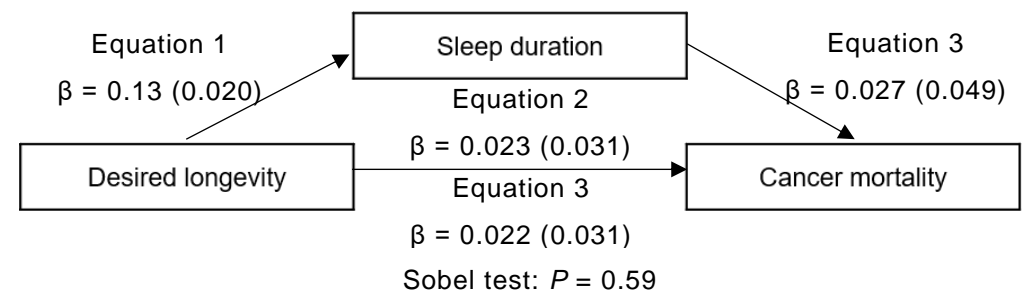 Equation 1
β = 0.13 (0.020)
Sleep duration
Equation 3
β = 0.027 (0.049)
Equation 2
β = 0.023 (0.031)
Desired longevity
Cancer mortality
Equation 3
β = 0.022 (0.031)
Sobel test: P = 0.59